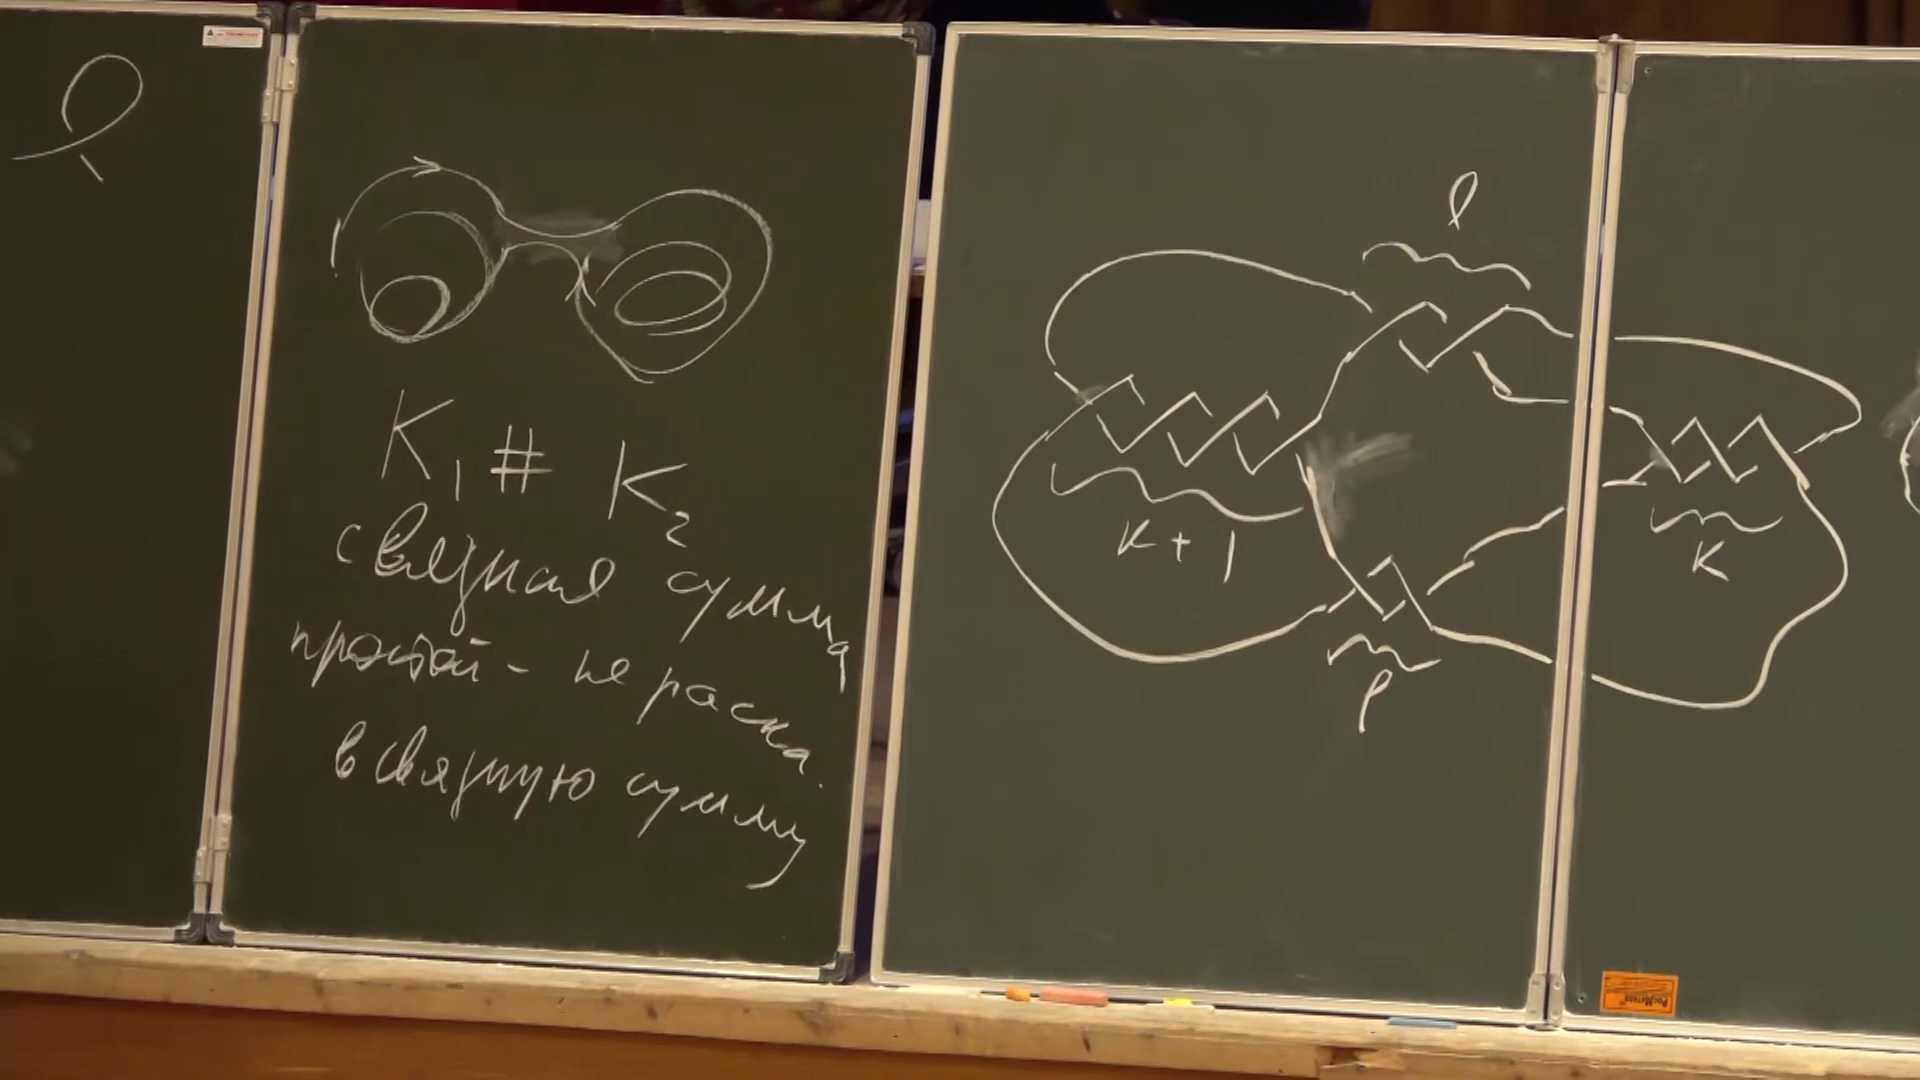 K₁ # K₂
связная сумма
простой - не раска.
в связную сумму
l
k+1
k
p